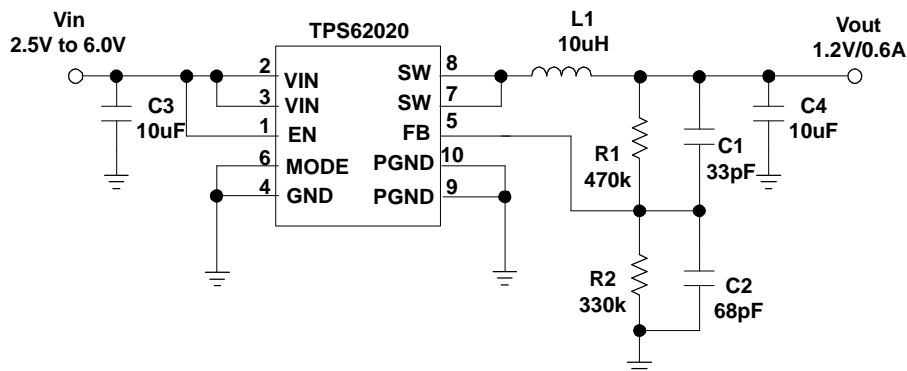 Vin
2.5V to 6.0V
TPS62020
L1
10uH
Vout
1.2V/0.6A
2
VIN
SW
8
3
VIN
SW
7
C3
10uF
1
EN
FB
5
C4
10uF
6
MODE
PGND
10
R1
470k
C1
33pF
4
GND
PGND
9
R2
330k
C2
68pF